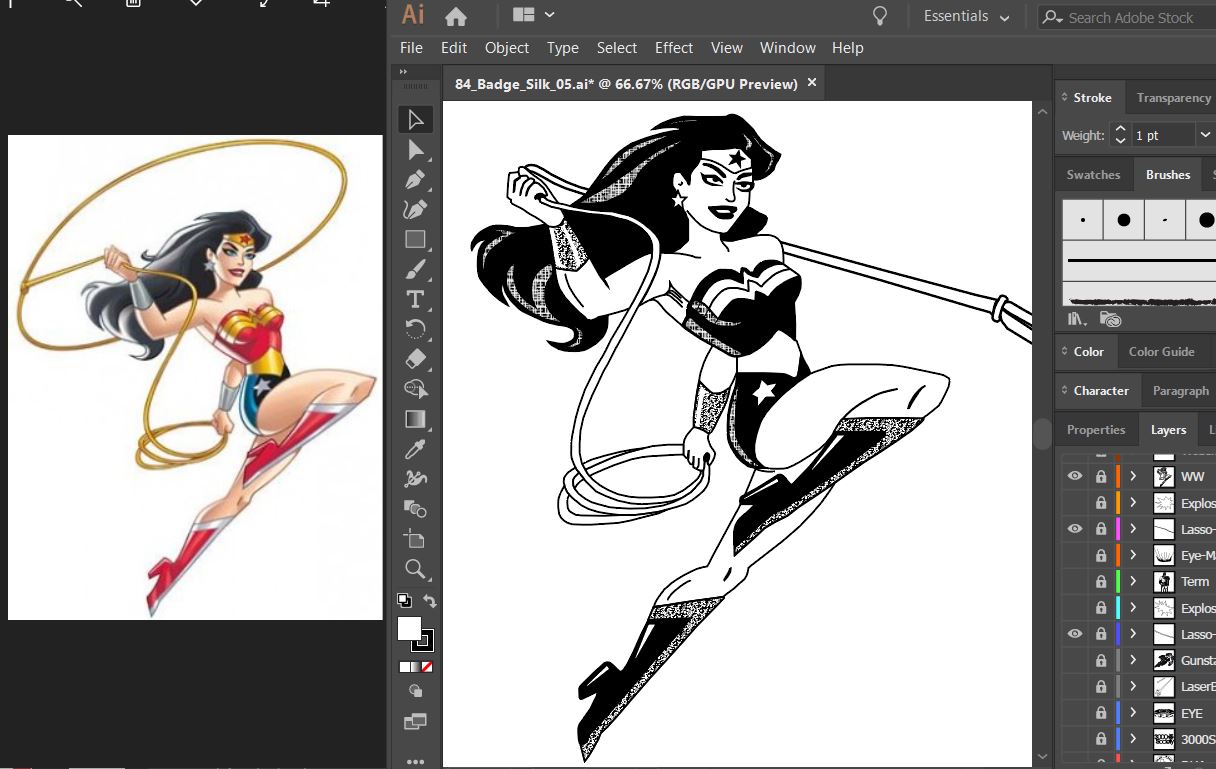 Ai
Essentials
Search Adobe Stock
File Edit Object Type Select Effect View Window Help
84_Badge_Silk_05.ai* @ 66.67% (RGB/GPU Preview) ×
Stroke Transparency
Weight: 1 pt
Swatches Brushes S
Color Color Guide
Character Paragraph
Properties Layers L
WW
Explos
Lasso-
Eye-M
Term
Explos
Lasso-
Gunsta
LaserB
EYE
3000S